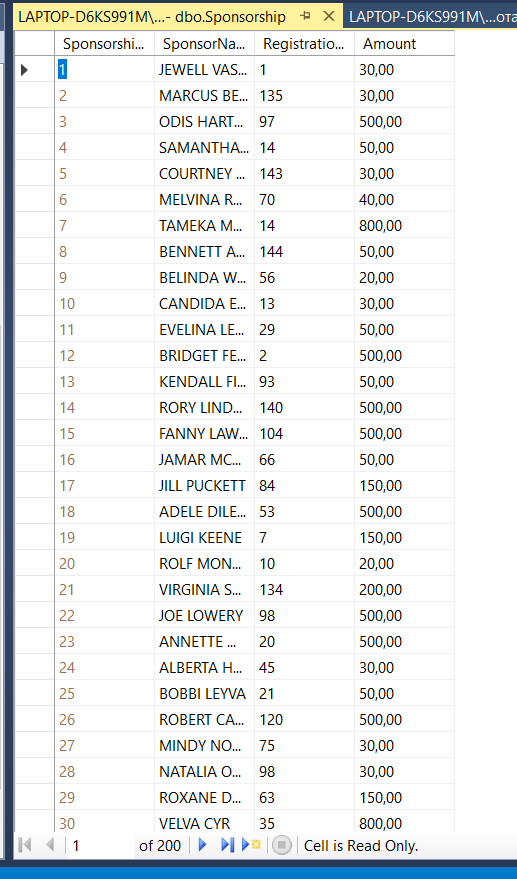 LAPTOP-D6KS991M\...- dbo.Sponsorship LAPTOP-D6KS991M\...ота
Sponsorshi... SponsorNa... Registratio... Amount
1 JEWELL VAS... 1 30,00
2 MARCUS BE... 135 30,00
3 ODIS HART... 97 500,00
4 SAMANTHA... 14 50,00
5 COURTNEY ... 143 30,00
6 MELVINA R... 70 40,00
7 TAMEKA M... 14 800,00
8 BENNETT A... 144 50,00
9 BELINDA W... 56 20,00
10 CANDIDA E... 13 30,00
11 EVELINA LE... 29 50,00
12 BRIDGET FE... 2 500,00
13 KENDALL FI... 93 50,00
14 RORY LIND... 140 500,00
15 FANNY LAW... 104 500,00
16 JAMAR MC... 66 50,00
17 JILL PUCKETT 84 150,00
18 ADELE DILE... 53 500,00
19 LUIGI KEENE 7 150,00
20 ROLF MON... 10 20,00
21 VIRGINIA S... 134 200,00
22 JOE LOWERY 98 500,00
23 ANNETTE ... 20 500,00
24 ALBERTA H... 45 30,00
25 BOBBI LEYVA 21 50,00
26 ROBERT CA... 120 500,00
27 MINDY NO... 75 30,00
28 NATALIA O... 98 30,00
29 ROXANE D... 63 150,00
30 VELVA CYR 35 800,00
1 of 200 Cell is Read Only.